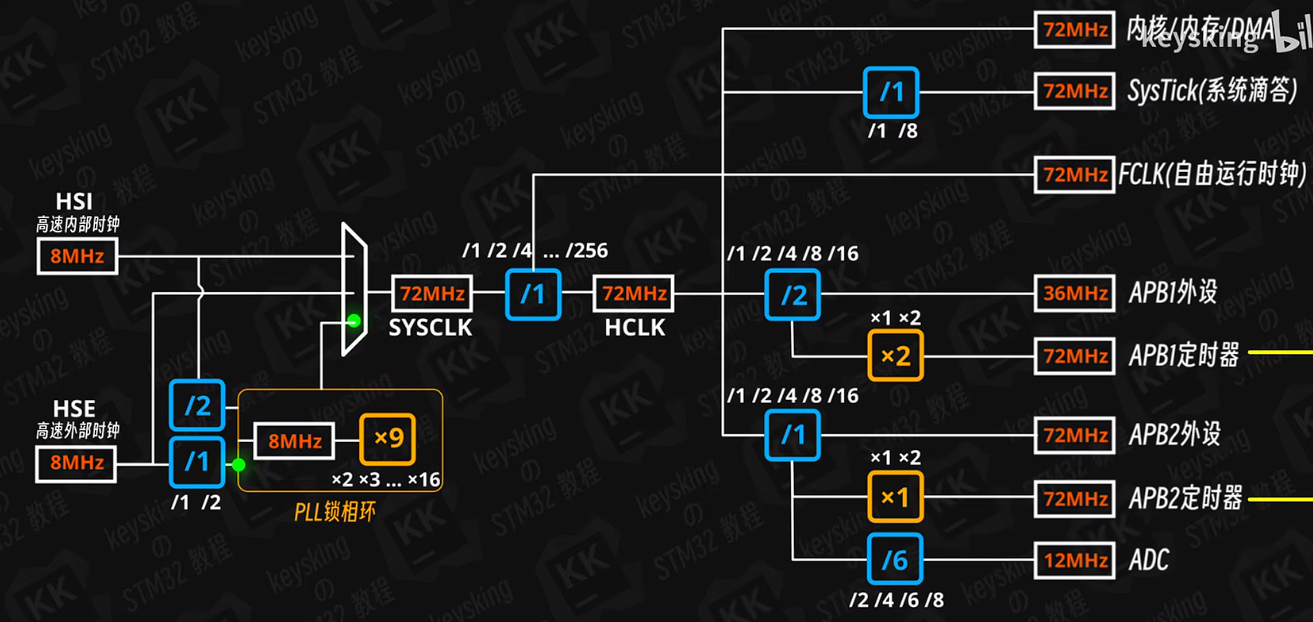 72MHz 内核/内存/DMA
keysking bil
/1 72MHz SysTick(系统滴答)
/1 /8
72MHz FCLK(自由运行时钟)
HSI
高速内部时钟
8MHz
/1 /2 /4 ... /256
72MHz /1 72MHz
SYSCLK HCLK
/1 /2 /4 /8 /16
/2 36MHz APB1外设
×1 ×2
×2 72MHz APB1定时器
HSE
高速外部时钟
8MHz
/2
/1
/1 /2
8MHz ×9
×2 ×3 ... ×16
PLL锁相环
/1 /2 /4 /8 /16
/1 72MHz APB2外设
×1 ×2
×1 72MHz APB2定时器
/6 12MHz ADC
/2 /4 /6 /8
keysking
の
STM32 教程
KK